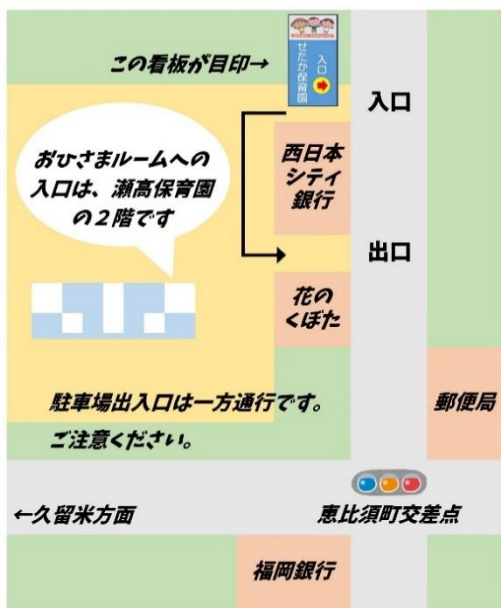 この看板が目印→
せたか保育園
入口
入口
おひさまルームへの
入口は、瀬高保育園
の２階です
西日本
シティ
銀行
出口
花の
くぼた
駐車場出入口は一方通行です。
ご注意ください。
郵便局
←久留米方面
恵比須町交差点
福岡銀行